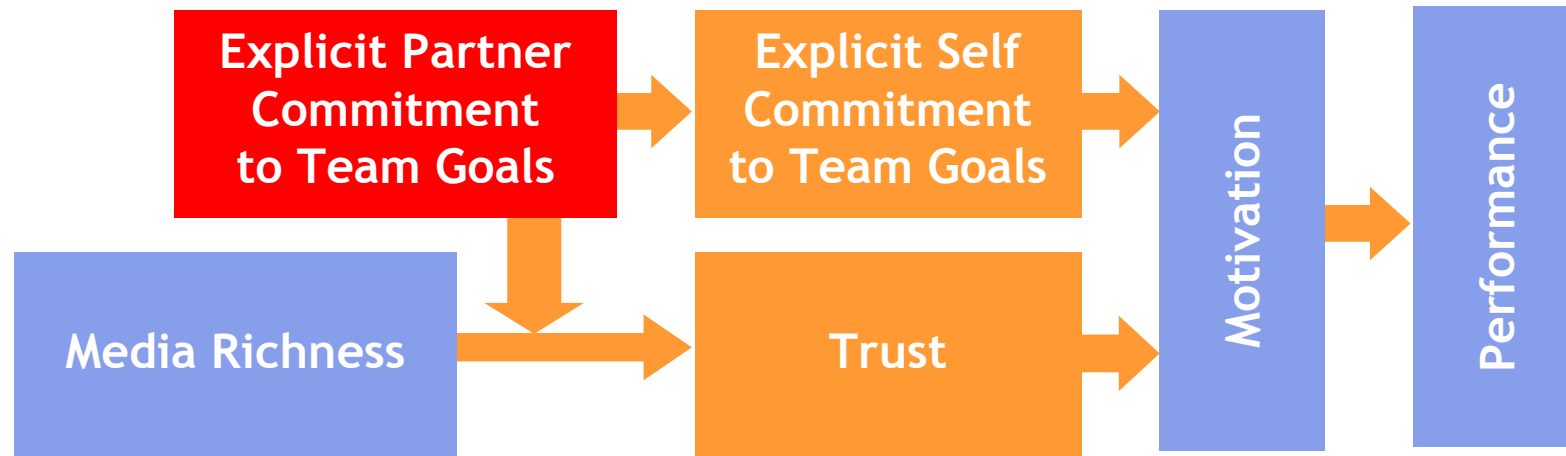 Explicit Partner
Commitment
to Team Goals
Explicit Self
Commitment
to Team Goals
Media Richness
Trust
Motivation
Performance